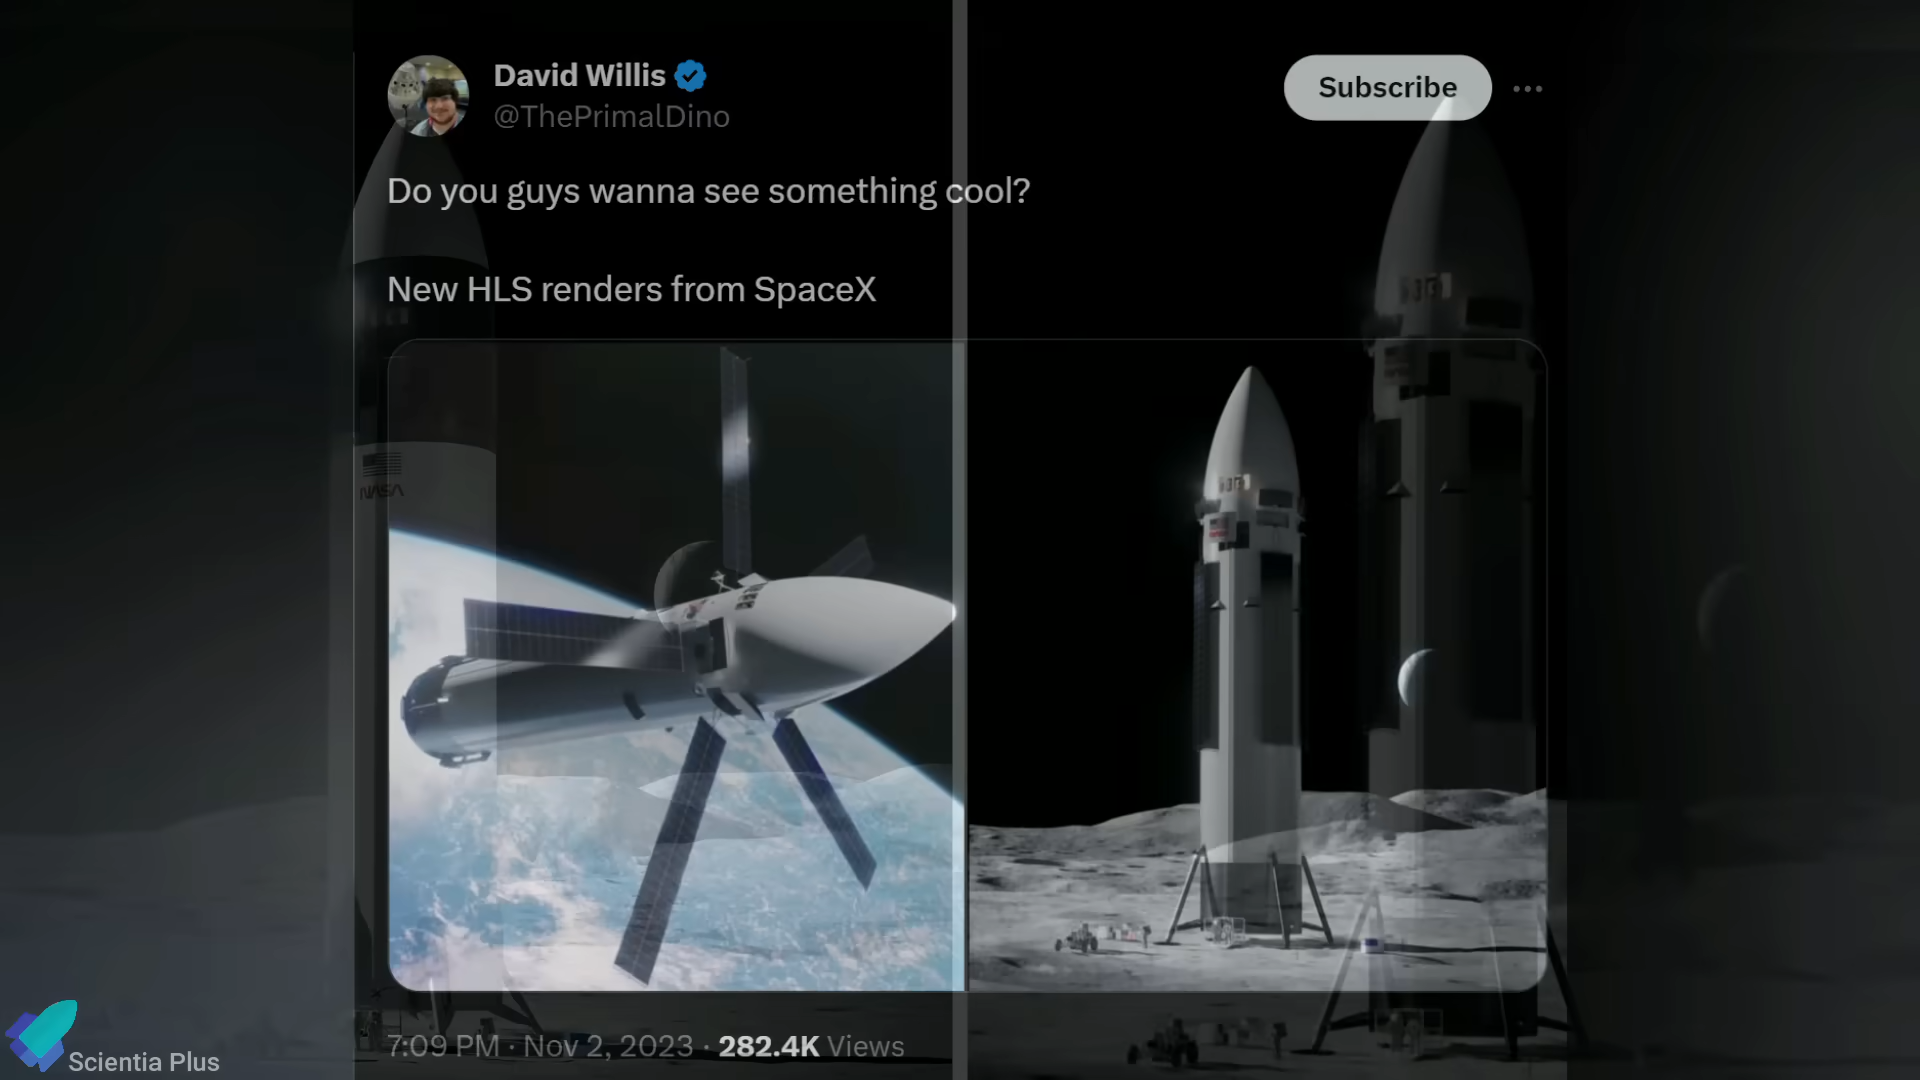 David Willis
@ThePrimalDino
Subscribe
Do you guys wanna see something cool?
New HLS renders from SpaceX
NASA
7:09 PM · Nov 2, 2023 · 282.4K Views
Scientia Plus